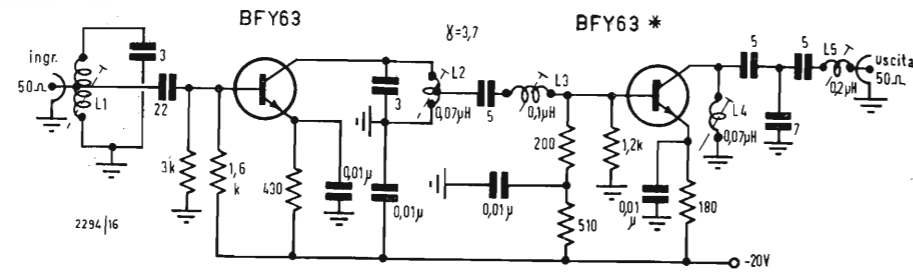 BFY63
γ=3,7
BFY63 *
ingr.
50Ω
L1
3
22
3k
1,6
k
430
0,01μ
3
0,01μ
L2
0,07μH
5
L3
0,1μH
200
0,01μ
510
1,2k
0,01
μ
180
L4
0,07μH
5
7
5
L5
0,2μH
uscita
50Ω
2294/16
-20V